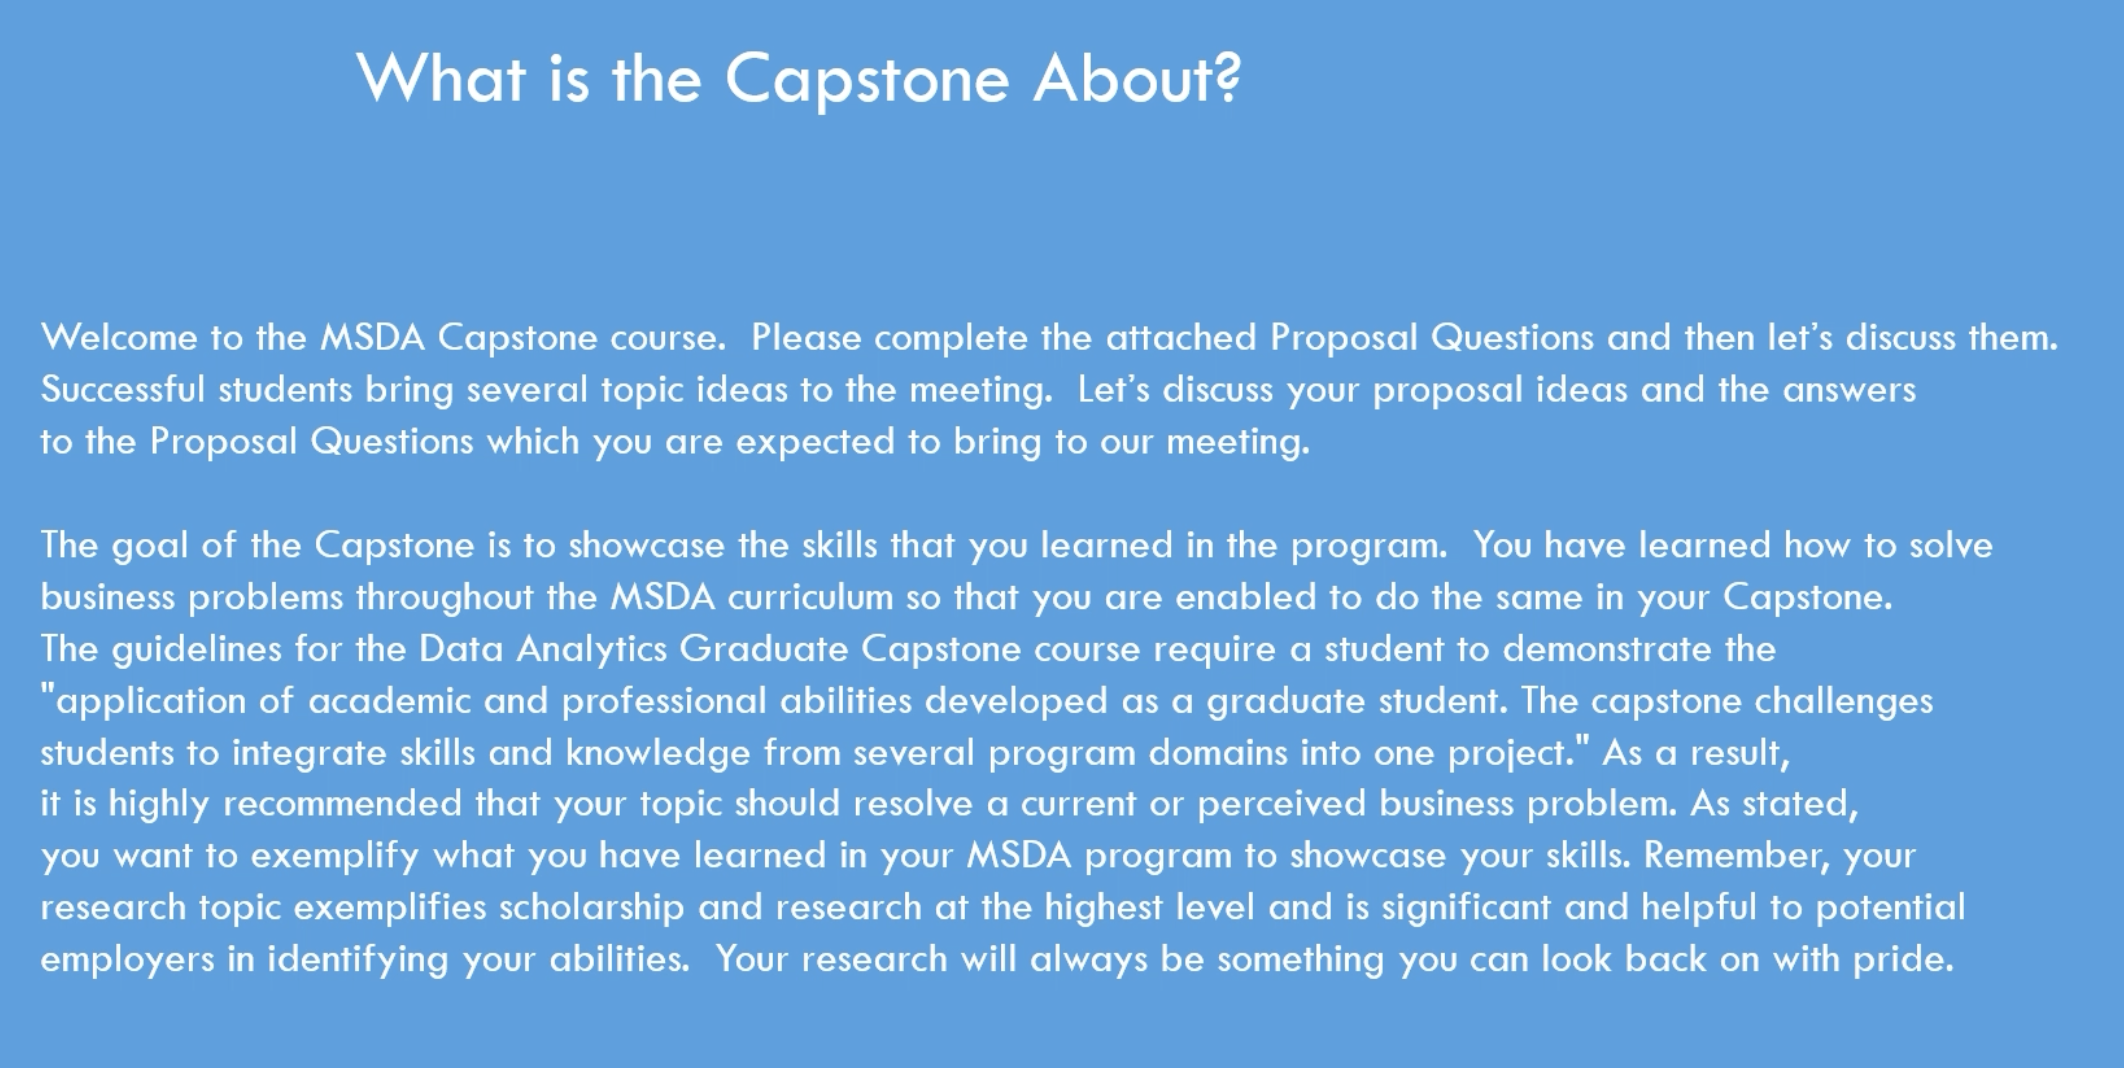 What is the Capstone About?
Welcome to the MSDA Capstone course.  Please complete the attached Proposal Questions and then let’s discuss them.
Successful students bring several topic ideas to the meeting.  Let’s discuss your proposal ideas and the answers
to the Proposal Questions which you are expected to bring to our meeting.
The goal of the Capstone is to showcase the skills that you learned in the program.  You have learned how to solve
business problems throughout the MSDA curriculum so that you are enabled to do the same in your Capstone.
The guidelines for the Data Analytics Graduate Capstone course require a student to demonstrate the
"application of academic and professional abilities developed as a graduate student. The capstone challenges
students to integrate skills and knowledge from several program domains into one project." As a result,
it is highly recommended that your topic should resolve a current or perceived business problem. As stated,
you want to exemplify what you have learned in your MSDA program to showcase your skills. Remember, your
research topic exemplifies scholarship and research at the highest level and is significant and helpful to potential
employers in identifying your abilities.  Your research will always be something you can look back on with pride.